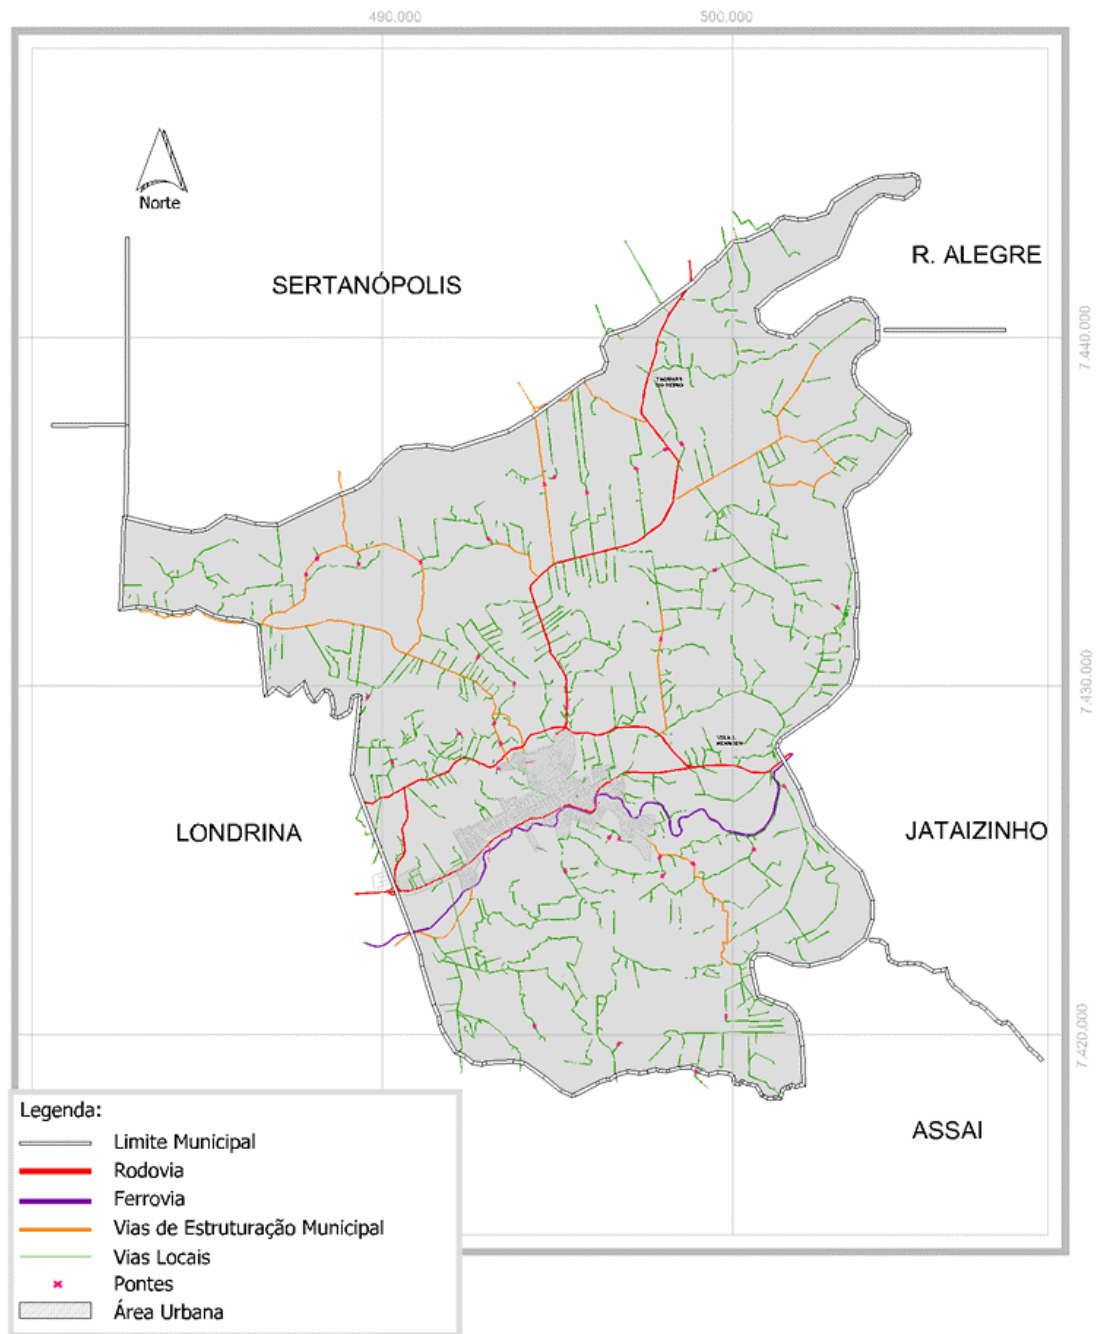 490.000
500.000
Norte
R. ALEGRE
SERTANÓPOLIS
7.440.000
7.430.000
LONDRINA
JATAIZINHO
7.420.000
ASSAI
Legenda:
Limite Municipal
Rodovia
Ferrovia
Vias de Estruturação Municipal
Vias Locais
Pontes
Área Urbana